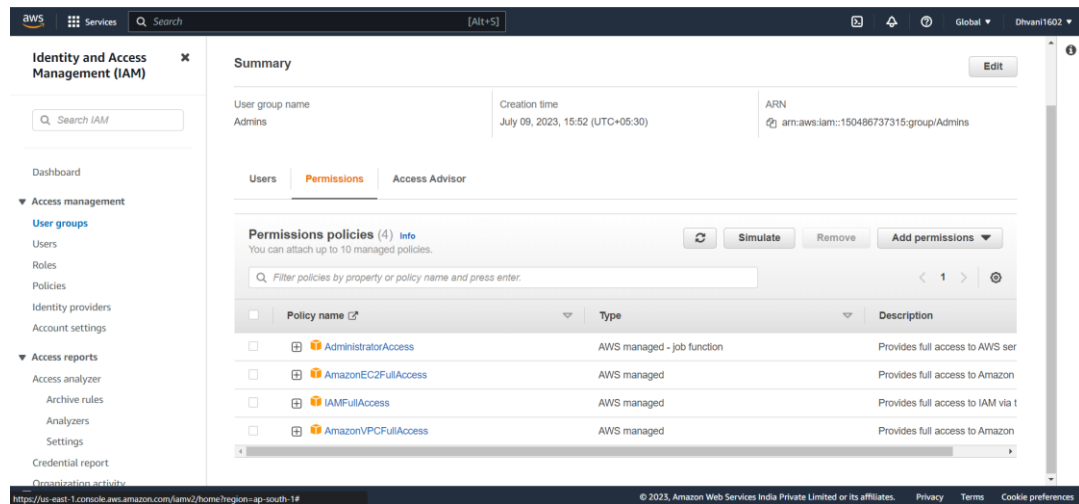 aws Services Search [Alt+S] Global Dhvani1602
Identity and Access
Management (IAM)
Search IAM
Dashboard
Access management
User groups
Users
Roles
Policies
Identity providers
Account settings
Access reports
Access analyzer
Archive rules
Analyzers
Settings
Credential report
Organization activity
Summary
Edit
User group name
Admins
Creation time
July 09, 2023, 15:52 (UTC+05:30)
ARN
arn:aws:iam::150486737315:group/Admins
Users Permissions Access Advisor
Permissions policies (4) Info
You can attach up to 10 managed policies.
Simulate Remove Add permissions
Filter policies by property or policy name and press enter.
1
Policy name Type Description
AdministratorAccess AWS managed - job function Provides full access to AWS ser
AmazonEC2FullAccess AWS managed Provides full access to Amazon
IAMFullAccess AWS managed Provides full access to IAM via t
AmazonVPCFullAccess AWS managed Provides full access to Amazon
https://us-east-1.console.aws.amazon.com/iamv2/home?region=ap-south-1#
© 2023, Amazon Web Services India Private Limited or its affiliates. Privacy Terms Cookie preferences